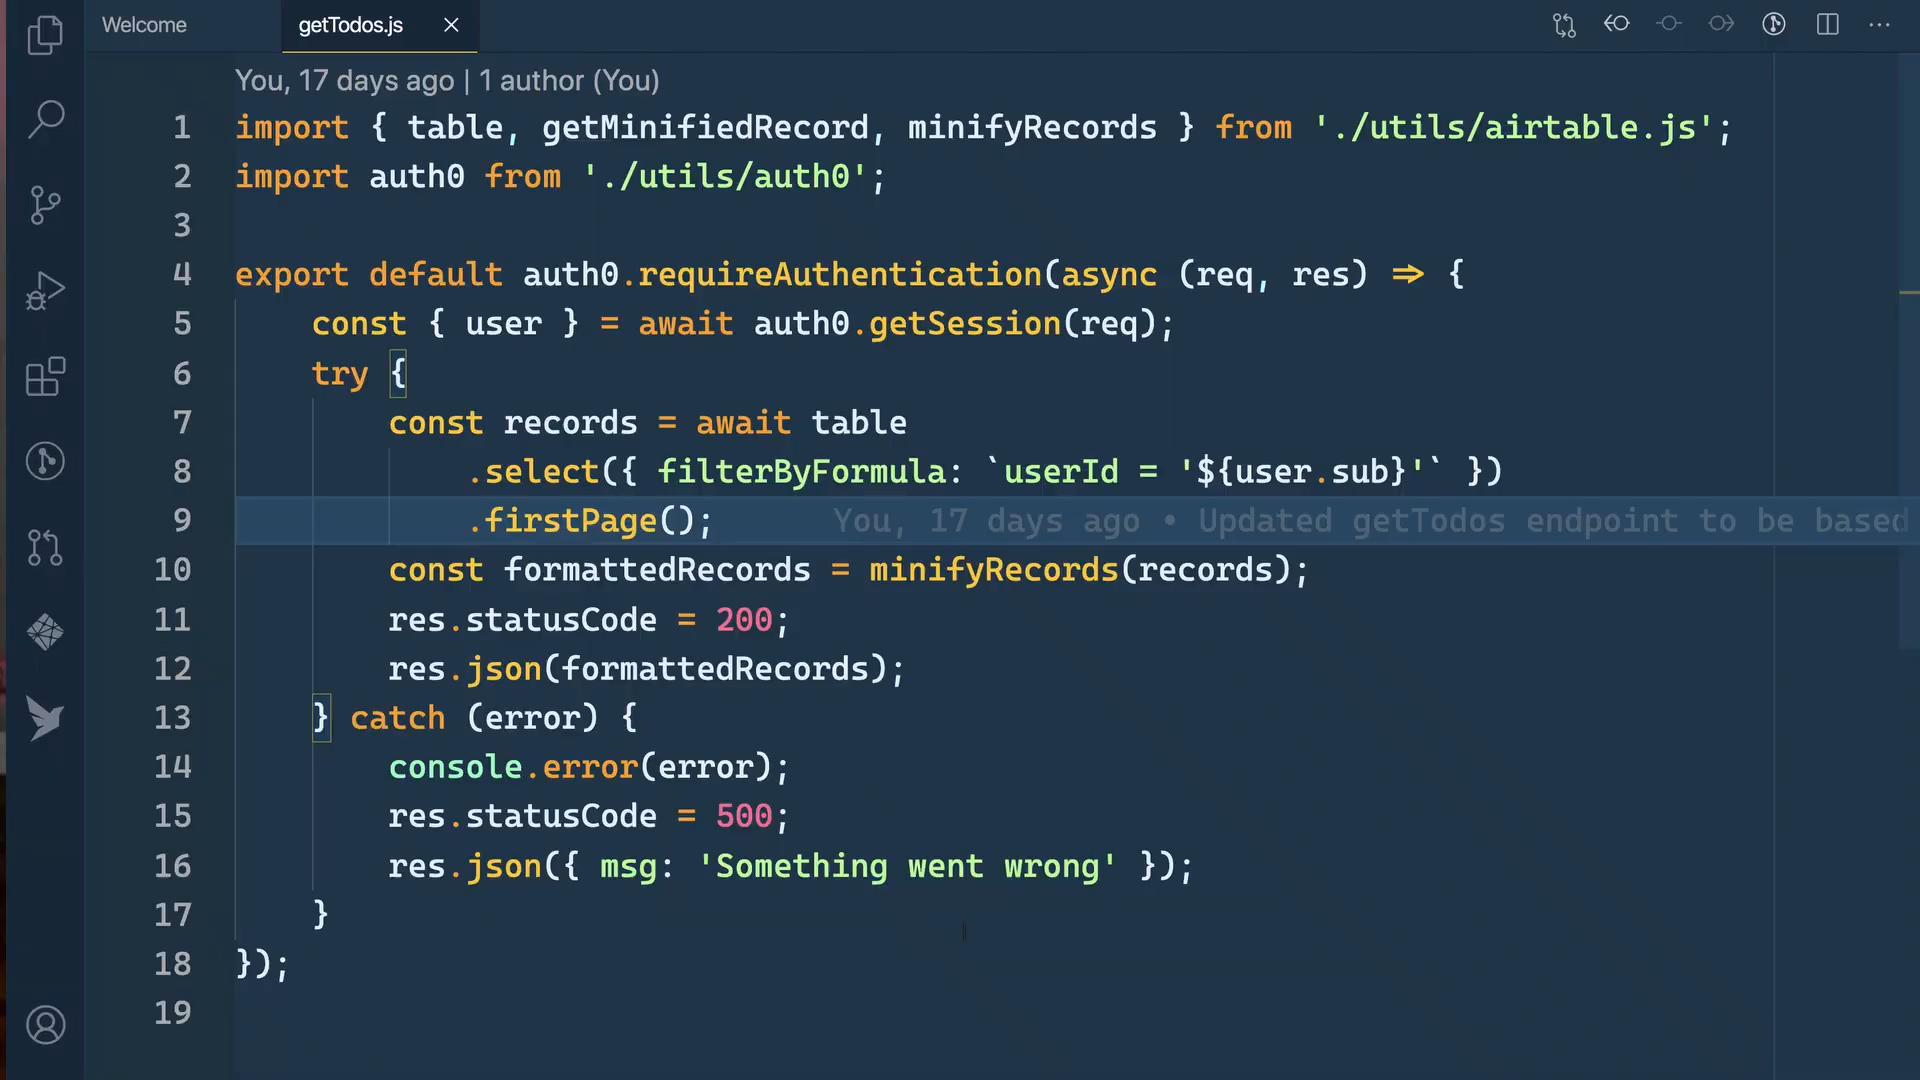 Welcome
getTodos.js
You, 17 days ago | 1 author (You)
1 import { table, getMinifiedRecord, minifyRecords } from './utils/airtable.js';
2 import auth0 from './utils/auth0';
3
4 export default auth0.requireAuthentication(async (req, res) => {
5 const { user } = await auth0.getSession(req);
6 try {
7 const records = await table
8 .select({ filterByFormula: `userId = '${user.sub}'` })
9 .firstPage(); You, 17 days ago • Updated getTodos endpoint to be based
10 const formattedRecords = minifyRecords(records);
11 res.statusCode = 200;
12 res.json(formattedRecords);
13 } catch (error) {
14 console.error(error);
15 res.statusCode = 500;
16 res.json({ msg: 'Something went wrong' });
17 }
18 });
19